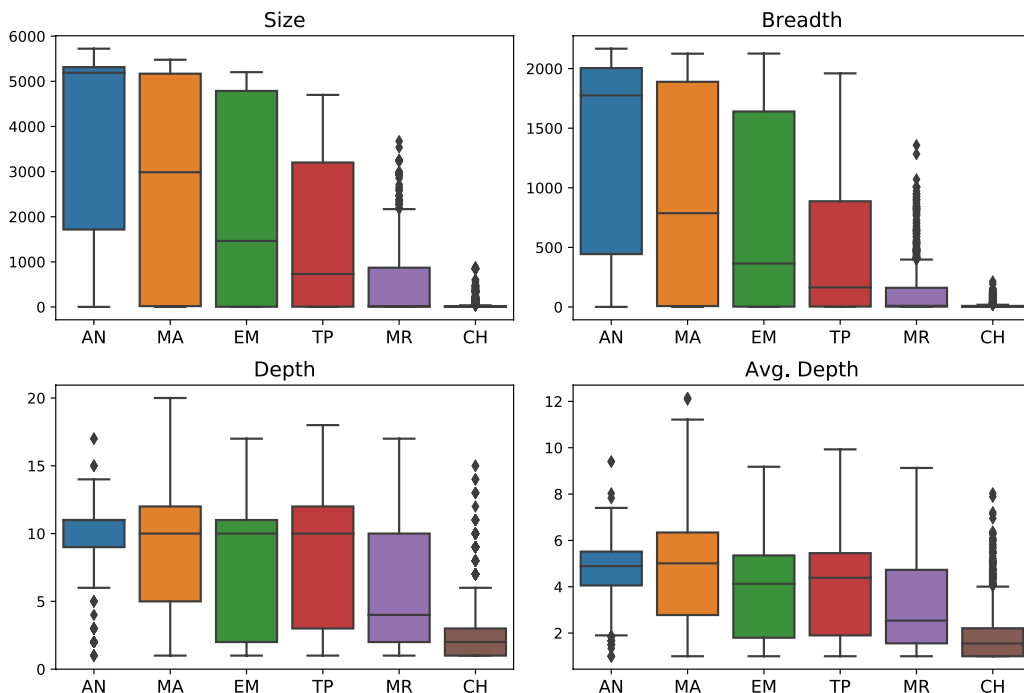 Size
6000
5000
4000
3000
2000
1000
0
AN MA EM TP MR CH
Breadth
2000
1500
1000
500
0
AN MA EM TP MR CH
Depth
20
15
10
5
0
AN MA EM TP MR CH
Avg. Depth
12
10
8
6
4
2
AN MA EM TP MR CH